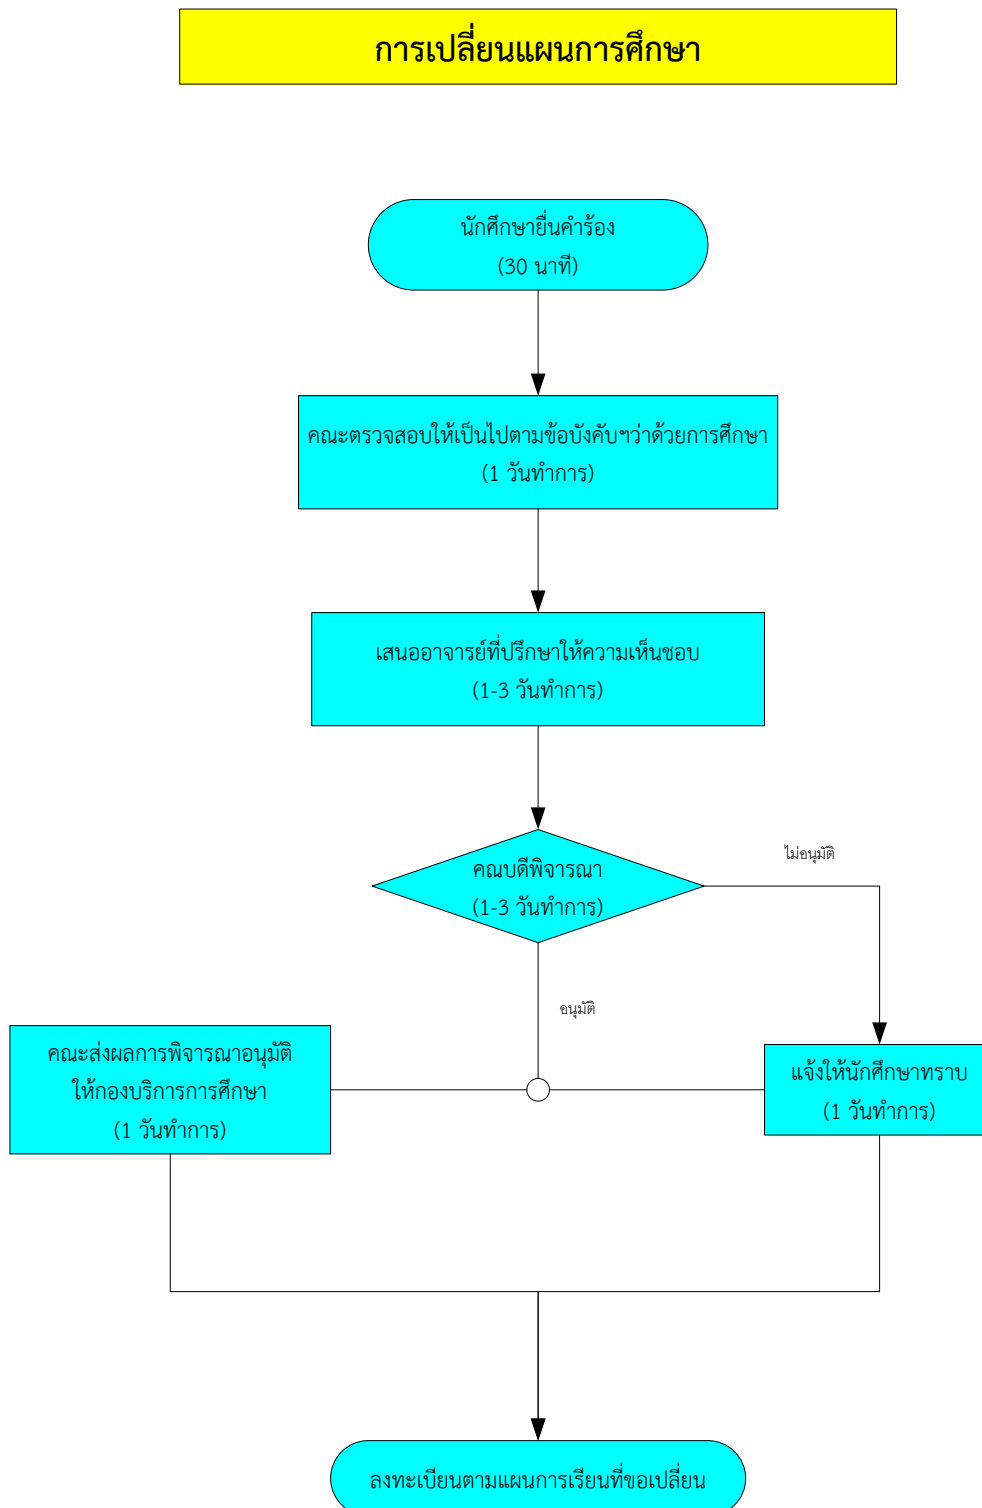 การเปลี่ยนแผนการศึกษา
นักศึกษายื่นคำร้อง
(30 นาที)
คณะตรวจสอบให้เป็นไปตามข้อบังคับฯว่าด้วยการศึกษา
(1 วันทำการ)
เสนออาจารย์ที่ปรึกษาให้ความเห็นชอบ
(1-3 วันทำการ)
คณบดีพิจารณา
(1-3 วันทำการ)
ไม่อนุมัติ
อนุมัติ
คณะส่งผลการพิจารณาอนุมัติ
ให้กองบริการการศึกษา
(1 วันทำการ)
แจ้งให้นักศึกษาทราบ
(1 วันทำการ)
ลงทะเบียนตามแผนการเรียนที่ขอเปลี่ยน